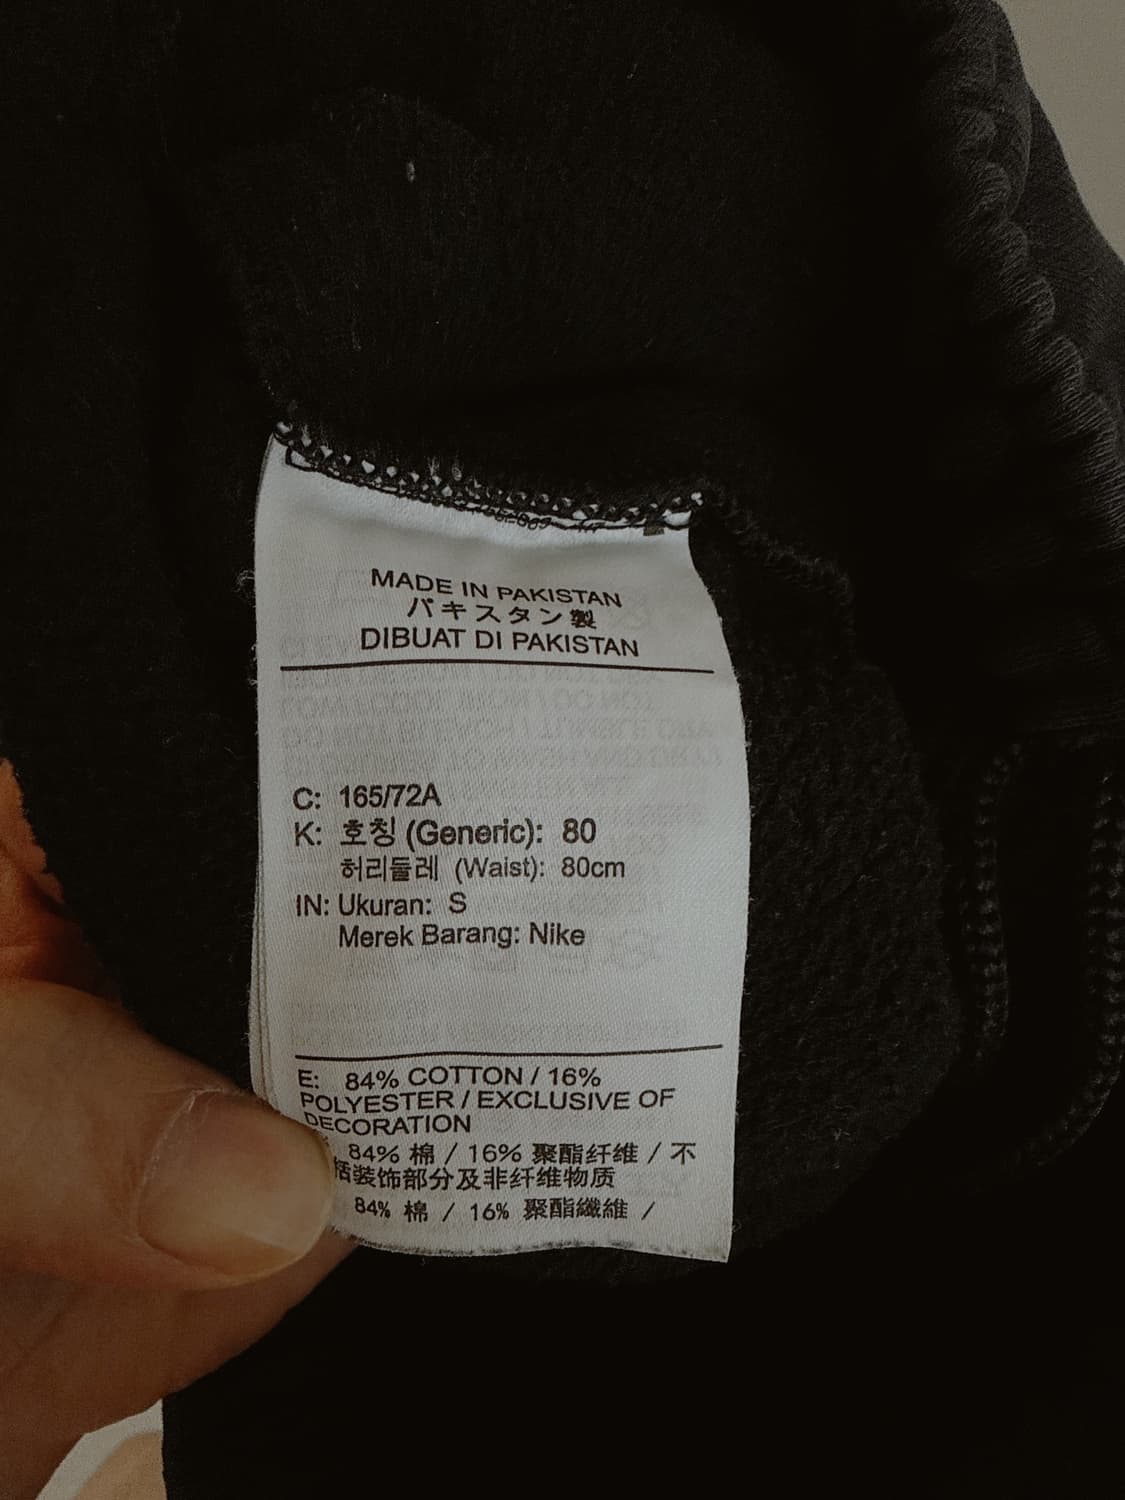 MADE IN PAKISTAN
パキスタン製
DIBUAT DI PAKISTAN
C: 165/72A
K: 호칭 (Generic): 80
허리둘레 (Waist): 80cm
IN: Ukuran: S
Merek Barang: Nike
E: 84% COTTON / 16%
POLYESTER / EXCLUSIVE OF
DECORATION
84% 棉 / 16% 聚酯纤维 / 不
括装饰部分及非纤维物质
84% 棉 / 16% 聚酯纖維 /